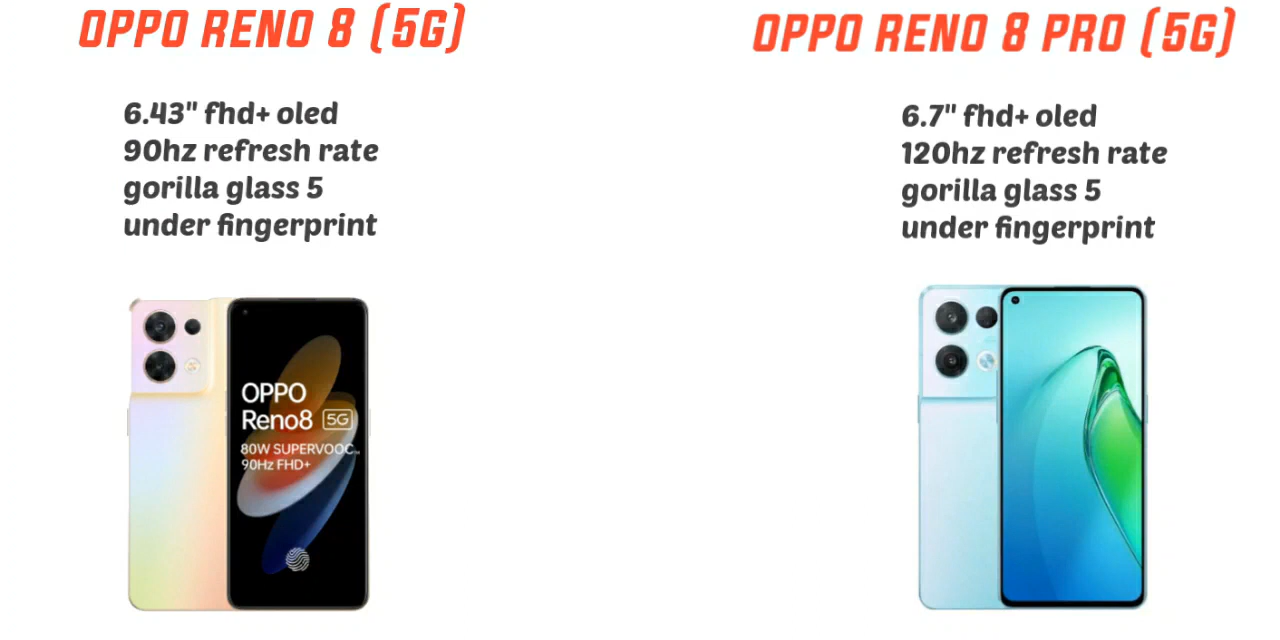 OPPO RENO 8 (5G)
6.43" fhd+ oled
90hz refresh rate
gorilla glass 5
under fingerprint
OPPO
Reno8 5G
80W SUPERVOOC™
90Hz FHD+
OPPO RENO 8 PRO (5G)
6.7" fhd+ oled
120hz refresh rate
gorilla glass 5
under fingerprint